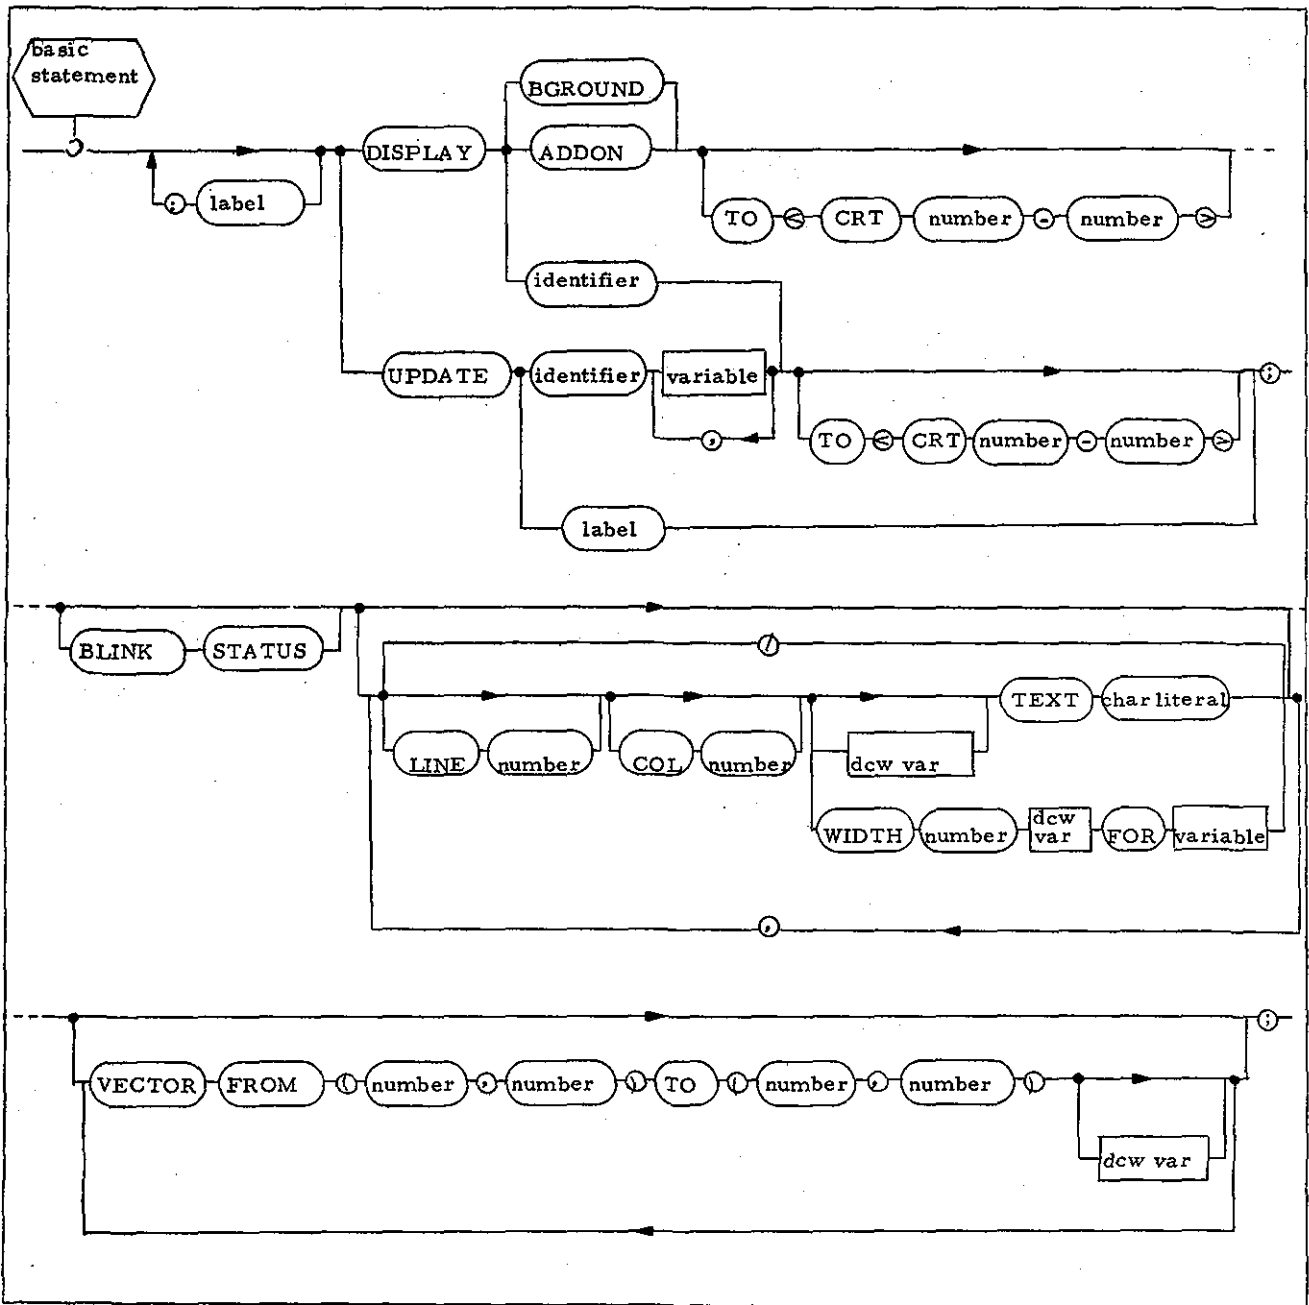 basic
statement
BGROUND
DISPLAY ADDON
: label
TO < CRT number - number >
identifier
UPDATE identifier variable ;
, TO < CRT number - number >
label
BLINK STATUS
/
TEXT char literal
LINE number COL number dcw var
WIDTH number dcw
var FOR variable
,
;
VECTOR FROM ( number , number ) TO ( number , number )
dcw var